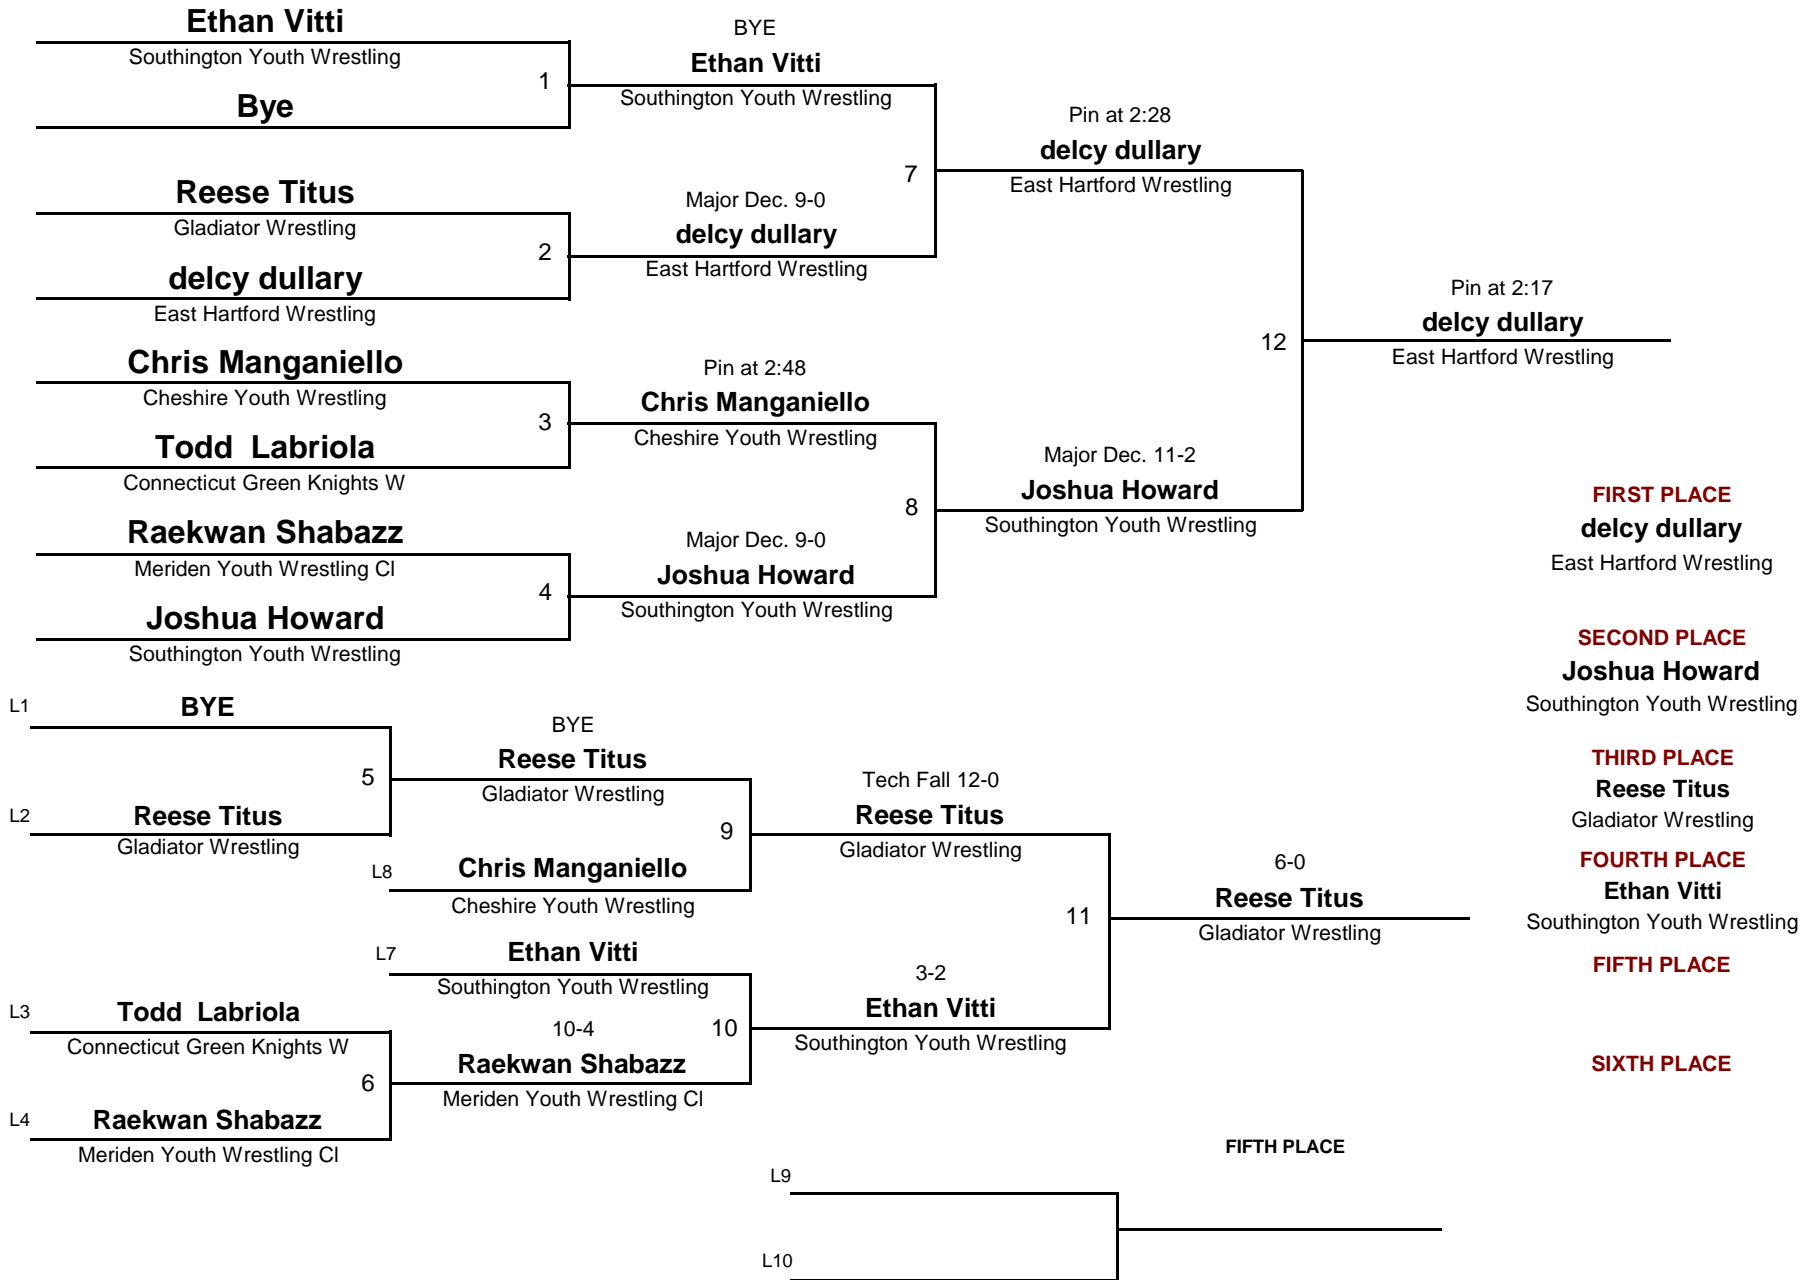 Ethan Vitti
Southington Youth Wrestling
1
Bye
BYE
Ethan Vitti
Southington Youth Wrestling
Reese Titus
Gladiator Wrestling
2
delcy dullary
East Hartford Wrestling
Major Dec. 9-0
delcy dullary
East Hartford Wrestling
7
Pin at 2:28
delcy dullary
East Hartford Wrestling
Chris Manganiello
Cheshire Youth Wrestling
3
Todd Labriola
Connecticut Green Knights W
Pin at 2:48
Chris Manganiello
Cheshire Youth Wrestling
Raekwan Shabazz
Meriden Youth Wrestling Cl
4
Joshua Howard
Southington Youth Wrestling
Major Dec. 9-0
Joshua Howard
Southington Youth Wrestling
8
Major Dec. 11-2
Joshua Howard
Southington Youth Wrestling
12
Pin at 2:17
delcy dullary
East Hartford Wrestling
FIRST PLACE
delcy dullary
East Hartford Wrestling
SECOND PLACE
Joshua Howard
Southington Youth Wrestling
THIRD PLACE
Reese Titus
Gladiator Wrestling
FOURTH PLACE
Ethan Vitti
Southington Youth Wrestling
FIFTH PLACE
SIXTH PLACE
L1
BYE
5
L2
Reese Titus
Gladiator Wrestling
BYE
Reese Titus
Gladiator Wrestling
9
L8
Chris Manganiello
Cheshire Youth Wrestling
Tech Fall 12-0
Reese Titus
Gladiator Wrestling
L7
Ethan Vitti
Southington Youth Wrestling
L3
Todd Labriola
Connecticut Green Knights W
6
L4
Raekwan Shabazz
Meriden Youth Wrestling Cl
10-4
Raekwan Shabazz
Meriden Youth Wrestling Cl
10
3-2
Ethan Vitti
Southington Youth Wrestling
11
6-0
Reese Titus
Gladiator Wrestling
FIFTH PLACE
L9
L10